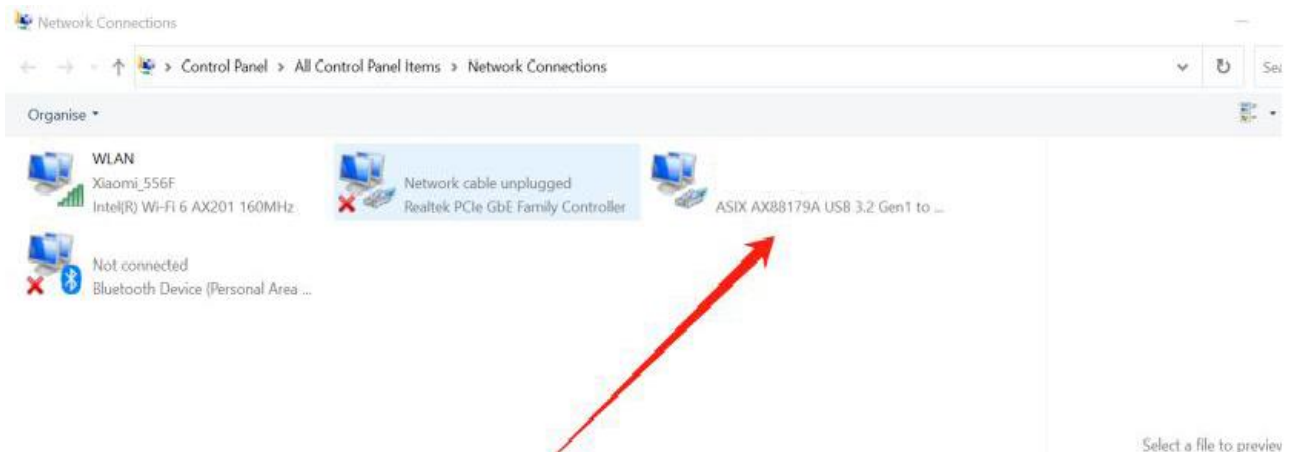 Network Connections
Control Panel > All Control Panel Items > Network Connections
Organise
WLAN
Xiaomi_556F
Intel(R) Wi-Fi 6 AX201 160MHz
Network cable unplugged
Realtek PCIe GbE Family Controller
ASIX AX88179A USB 3.2 Gen1 to ...
Not connected
Bluetooth Device (Personal Area ...
Select a file to preview